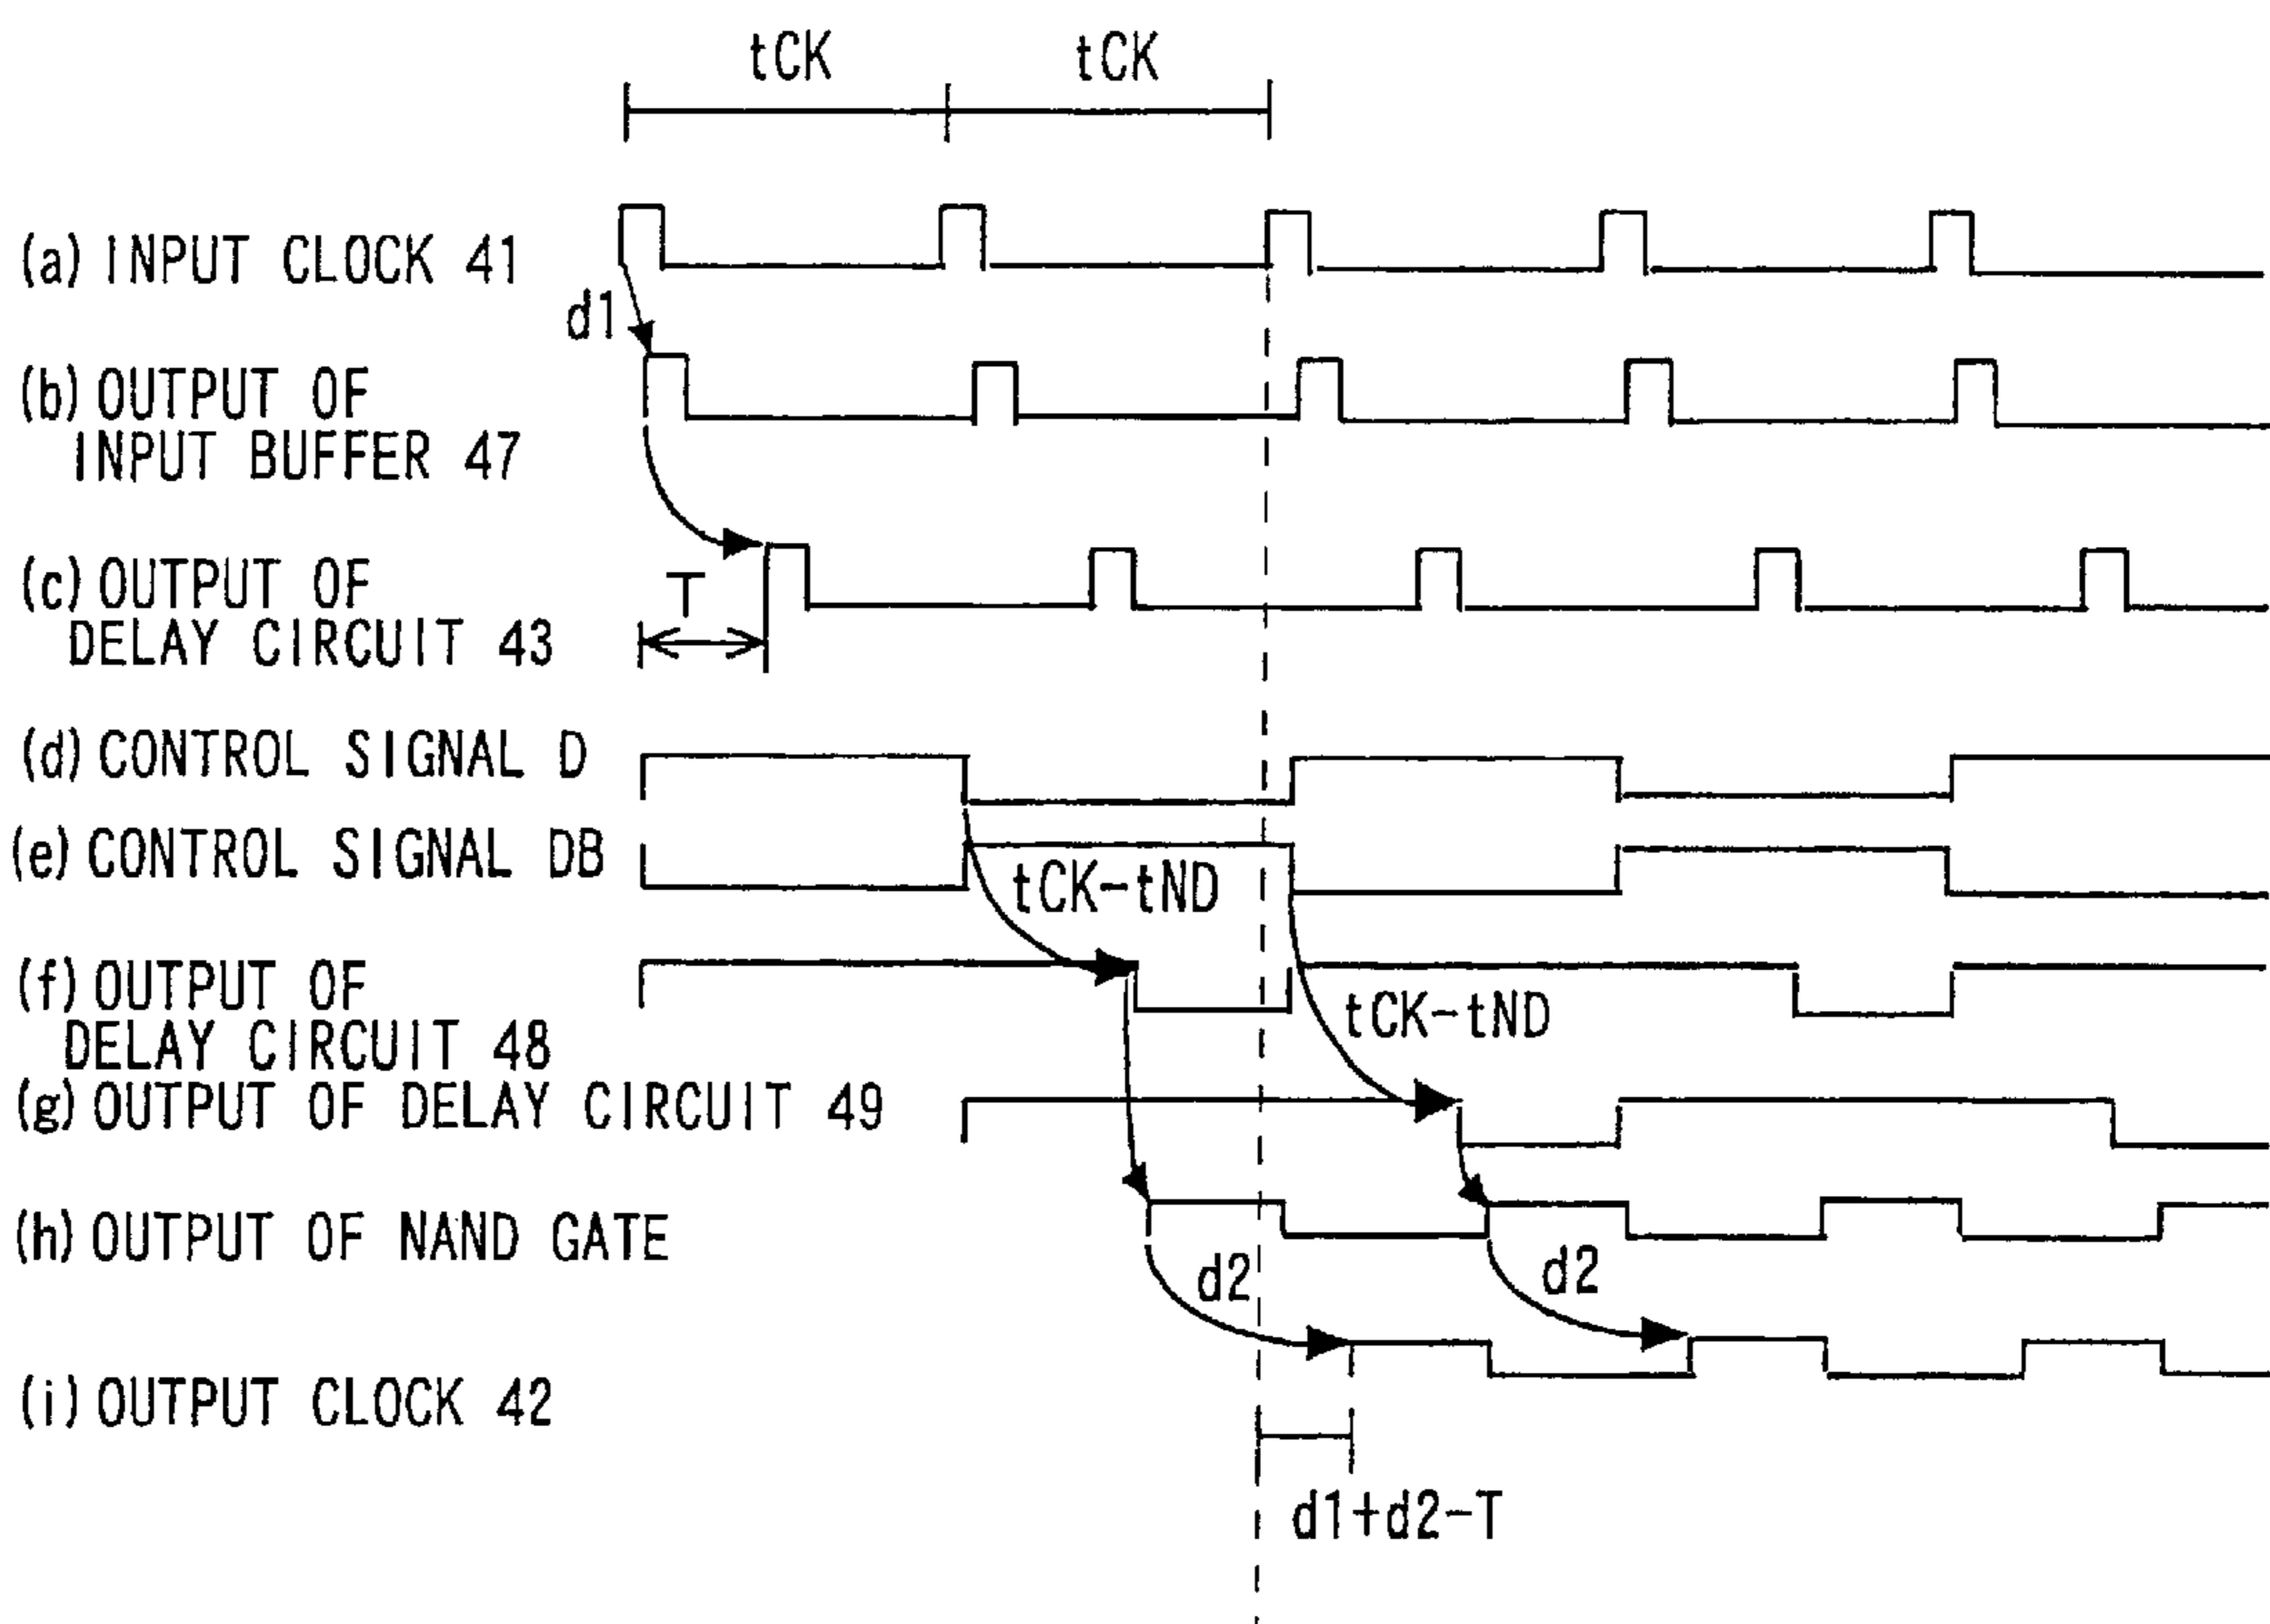 tCK tCK
(a) INPUT CLOCK 41
d1
(b) OUTPUT OF
INPUT BUFFER 47
(c) OUTPUT OF
DELAY CIRCUIT 43
T
(d) CONTROL SIGNAL D
(e) CONTROL SIGNAL DB
tCK-tND
(f) OUTPUT OF
DELAY CIRCUIT 48
tCK-tND
(g) OUTPUT OF DELAY CIRCUIT 49
(h) OUTPUT OF NAND GATE
d2 d2
(i) OUTPUT CLOCK 42
d1+d2-T